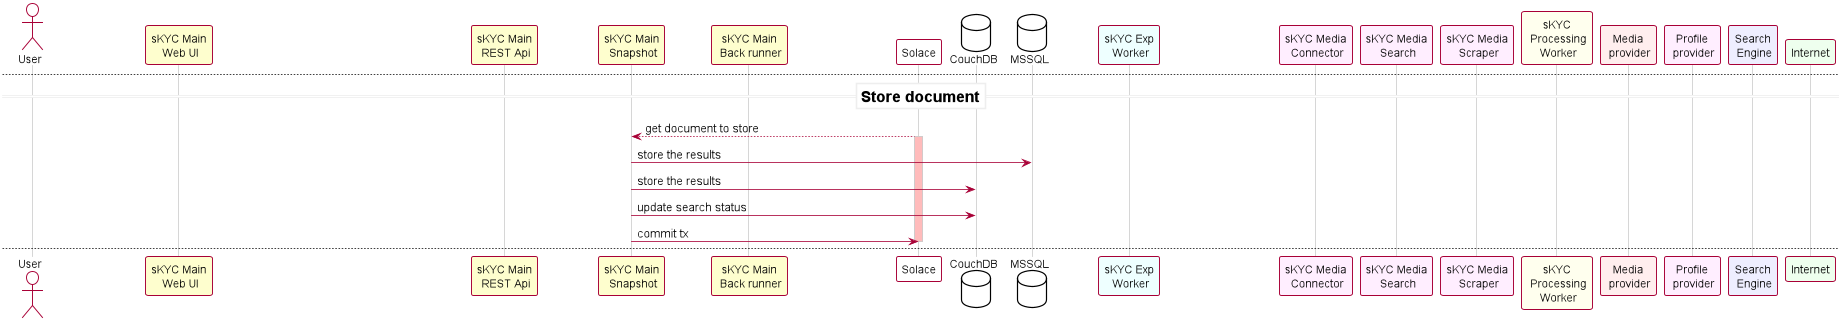 User
sKYC Main
Web UI
sKYC Main
REST Api
sKYC Main
Snapshot
sKYC Main
Back runner
Solace
CouchDB
MSSQL
sKYC Exp
Worker
sKYC Media
Connector
sKYC Media
Search
sKYC Media
Scraper
sKYC
Processing
Worker
Media
provider
Profile
provider
Search
Engine
Internet
Store document
get document to store
store the results
store the results
update search status
commit tx
User
sKYC Main
Web UI
sKYC Main
REST Api
sKYC Main
Snapshot
sKYC Main
Back runner
Solace
CouchDB
MSSQL
sKYC Exp
Worker
sKYC Media
Connector
sKYC Media
Search
sKYC Media
Scraper
sKYC
Processing
Worker
Media
provider
Profile
provider
Search
Engine
Internet